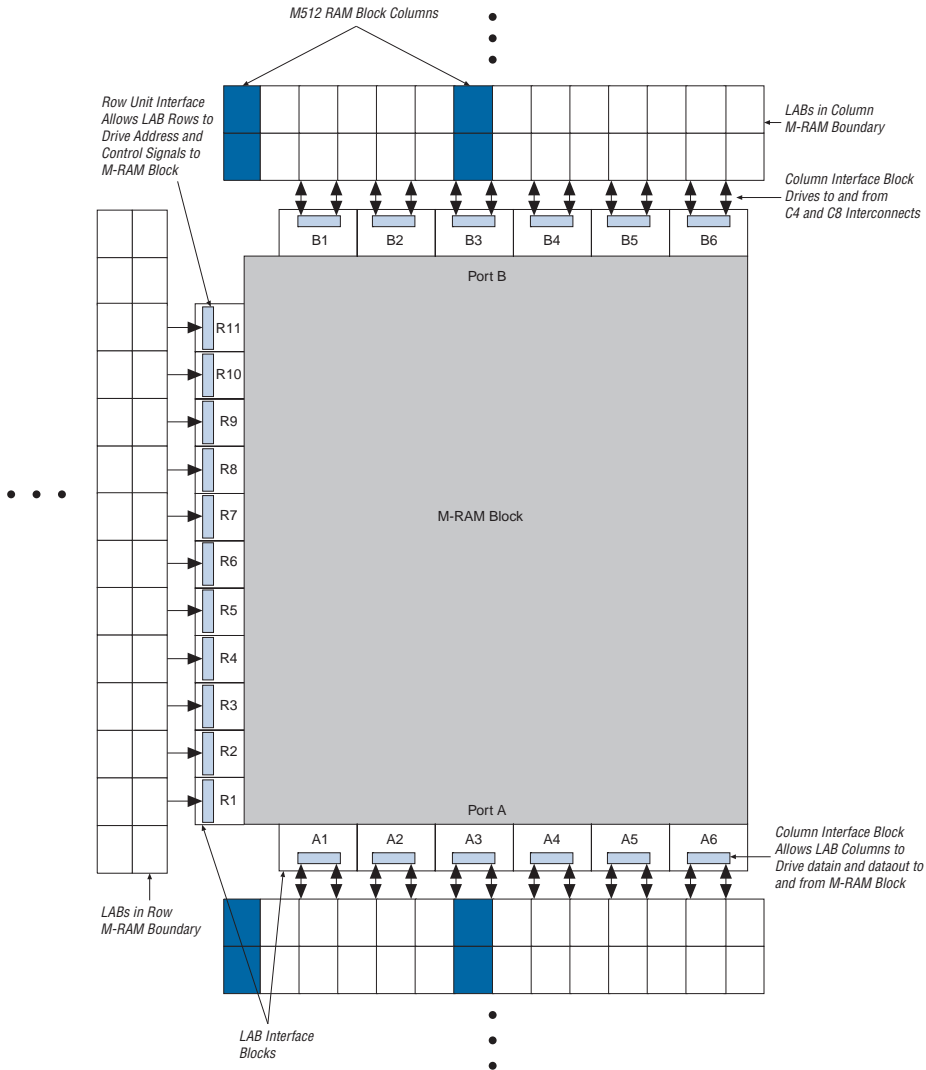 M512 RAM Block Columns
Row Unit Interface
Allows LAB Rows to
Drive Address and
Control Signals to
M-RAM Block
LABs in Column
M-RAM Boundary
Column Interface Block
Drives to and from
C4 and C8 Interconnects
B1 B2 B3 B4 B5 B6
Port B
R11
R10
R9
R8
R7
M-RAM Block
R6
R5
R4
R3
R2
R1
Port A
A1 A2 A3 A4 A5 A6
Column Interface Block
Allows LAB Columns to
Drive datain and dataout to
and from M-RAM Block
LABs in Row
M-RAM Boundary
LAB Interface
Blocks